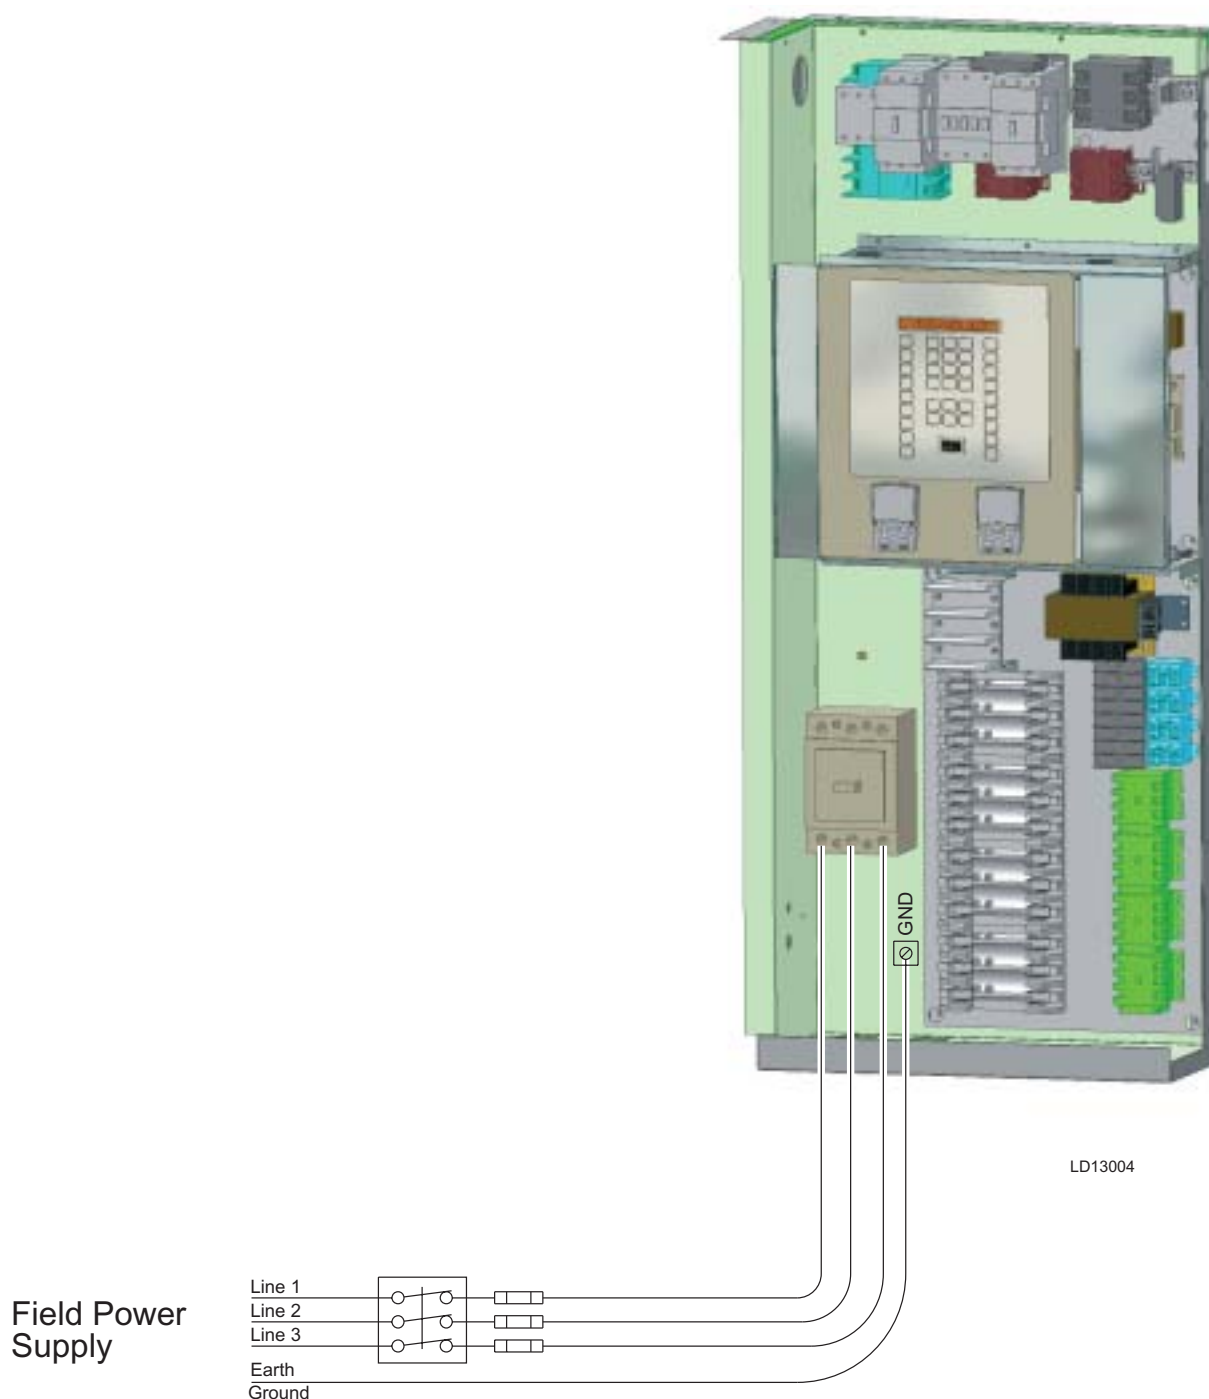 GND
LD13004
Field Power
Supply
Line 1
Line 2
Line 3
Earth
Ground